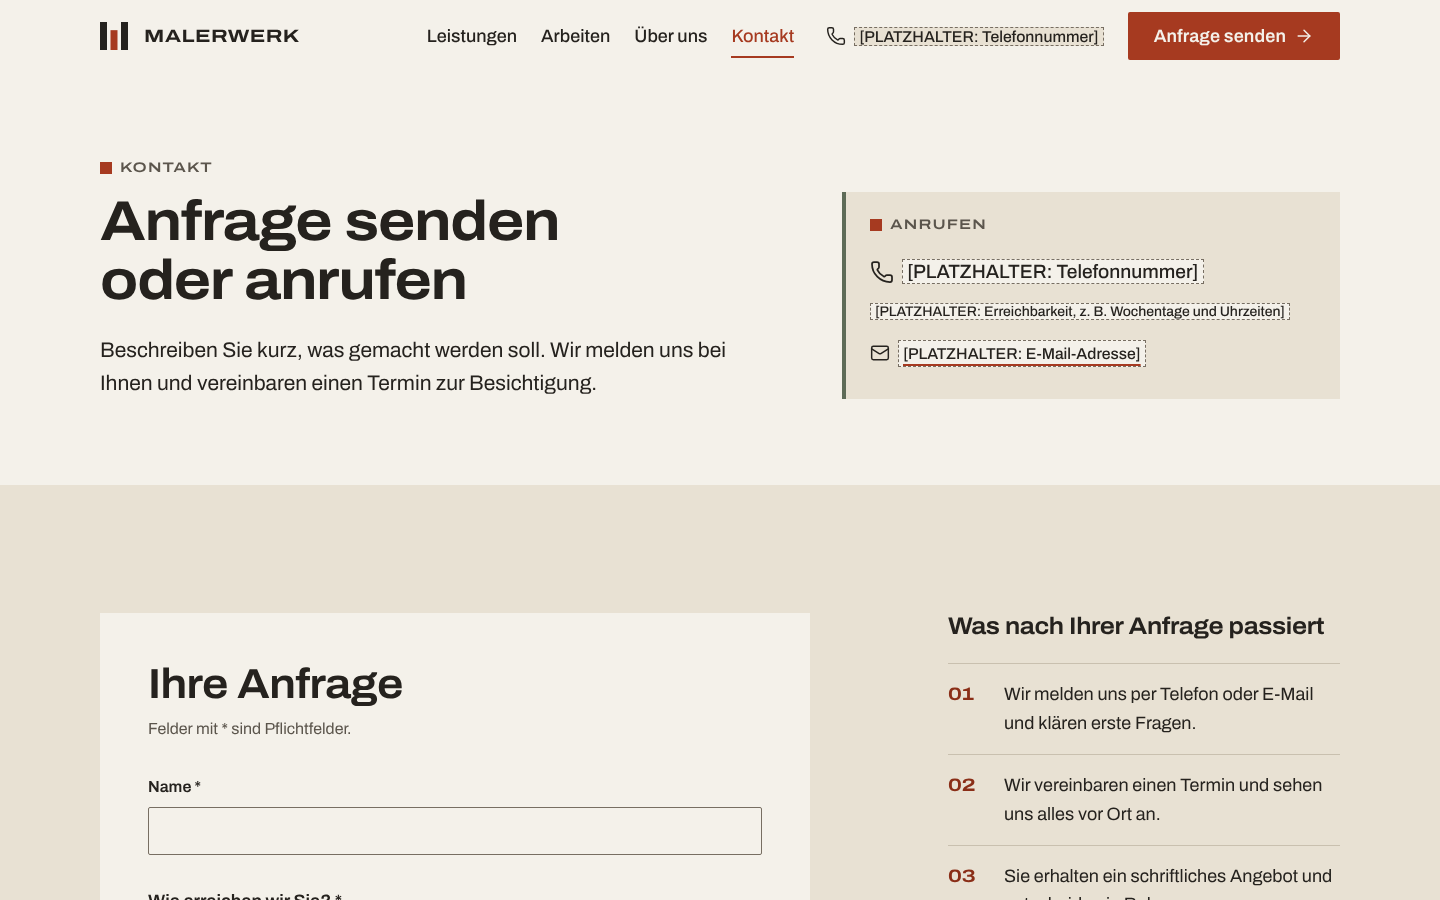 MALERWERK
Leistungen
Arbeiten
Über uns
Kontakt
[PLATZHALTER: Telefonnummer]
Anfrage senden
KONTAKT
Anfrage senden
oder anrufen
Beschreiben Sie kurz, was gemacht werden soll. Wir melden uns bei
Ihnen und vereinbaren einen Termin zur Besichtigung.
ANRUFEN
[PLATZHALTER: Telefonnummer]
[PLATZHALTER: Erreichbarkeit, z. B. Wochentage und Uhrzeiten]
[PLATZHALTER: E-Mail-Adresse]
Ihre Anfrage
Felder mit * sind Pflichtfelder.
Name *
Wie erreichen wir Sie? *
Was nach Ihrer Anfrage passiert
01
Wir melden uns per Telefon oder E-Mail
und klären erste Fragen.
02
Wir vereinbaren einen Termin und sehen
uns alles vor Ort an.
03
Sie erhalten ein schriftliches Angebot und